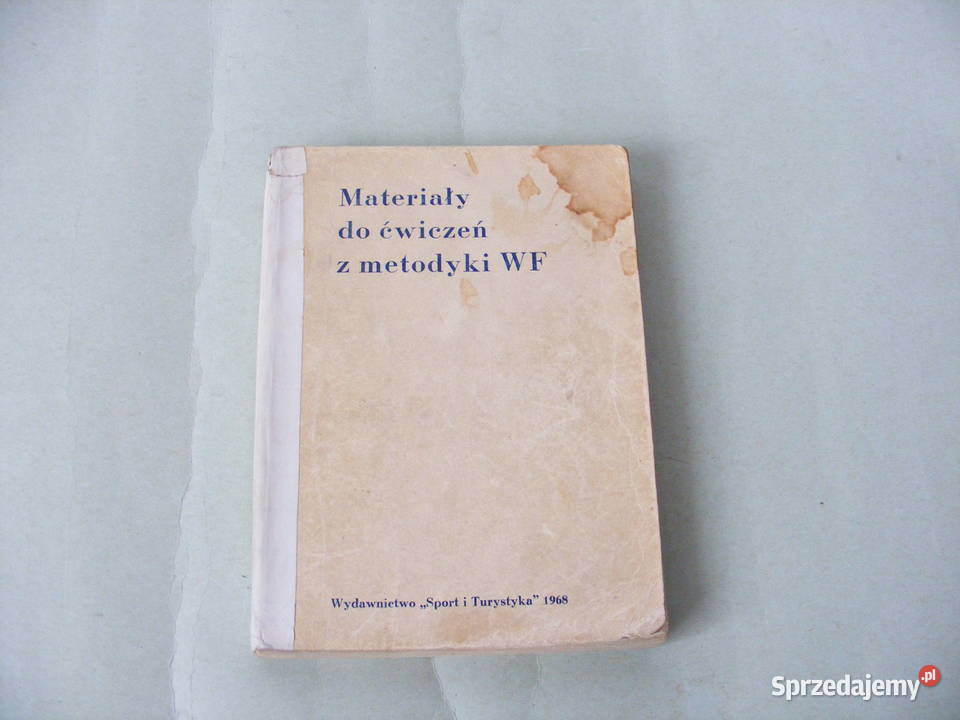 Materiały
do ćwiczeń
z metodyki WF
Wydawnictwo „Sport i Turystyka” 1968
Sprzedajemy.pl